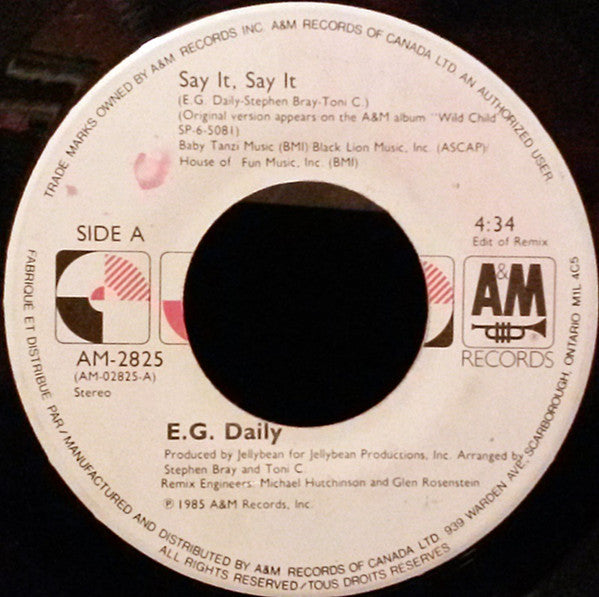 TRADE MARKS OWNED BY A&M RECORDS INC. A&M RECORDS OF CANADA LTD. AN AUTHORIZED USER.
Say It, Say It
(E.G. Daily-Stephen Bray-Toni C.)
(Original version appears on the A&M album "Wild Child"
SP-6-5081)
Baby Tanzi Music (BMI) Black Lion Music, Inc. (ASCAP)/
House of Fun Music, Inc. (BMI)
SIDE A
4:34
Edit of Remix
A&M
RECORDS
AM-2825
(AM-02825-A)
Stereo
E.G. Daily
Produced by Jellybean for Jellybean Productions, Inc. Arranged by
Stephen Bray and Toni C.
Remix Engineers: Michael Hutchinson and Glen Rosenstein
℗ 1985 A&M Records, Inc.
FABRIQUÉ ET DISTRIBUÉ PAR/MANUFACTURED AND DISTRIBUTED BY A&M RECORDS OF CANADA LTD. 939 WARDEN AVE, SCARBOROUGH, ONTARIO M1L 4C5
ALL RIGHTS RESERVED/TOUS DROITS RESERVÉS